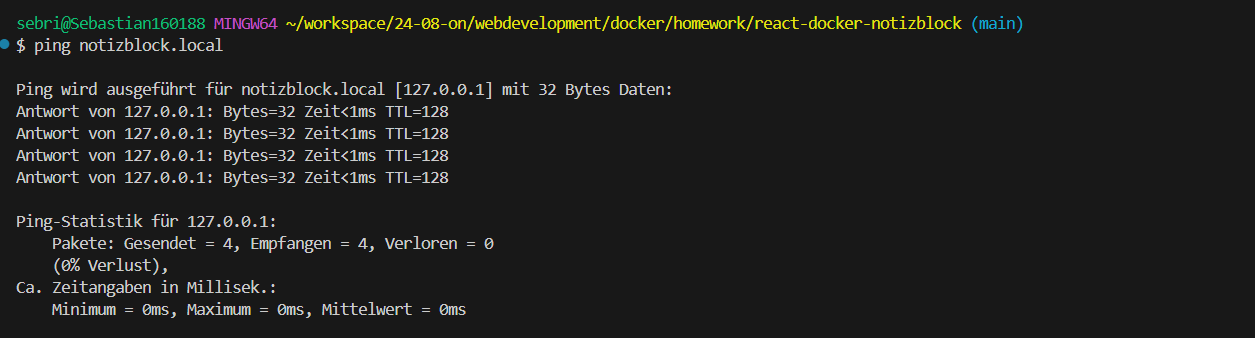 sebri@Sebastian160188 MINGW64 ~/workspace/24-08-on/webdevelopment/docker/homework/react-docker-notizblock (main)
$ ping notizblock.local
Ping wird ausgeführt für notizblock.local [127.0.0.1] mit 32 Bytes Daten:
Antwort von 127.0.0.1: Bytes=32 Zeit<1ms TTL=128
Antwort von 127.0.0.1: Bytes=32 Zeit<1ms TTL=128
Antwort von 127.0.0.1: Bytes=32 Zeit<1ms TTL=128
Antwort von 127.0.0.1: Bytes=32 Zeit<1ms TTL=128
Ping-Statistik für 127.0.0.1:
    Pakete: Gesendet = 4, Empfangen = 4, Verloren = 0
    (0% Verlust),
Ca. Zeitangaben in Millisek.:
    Minimum = 0ms, Maximum = 0ms, Mittelwert = 0ms